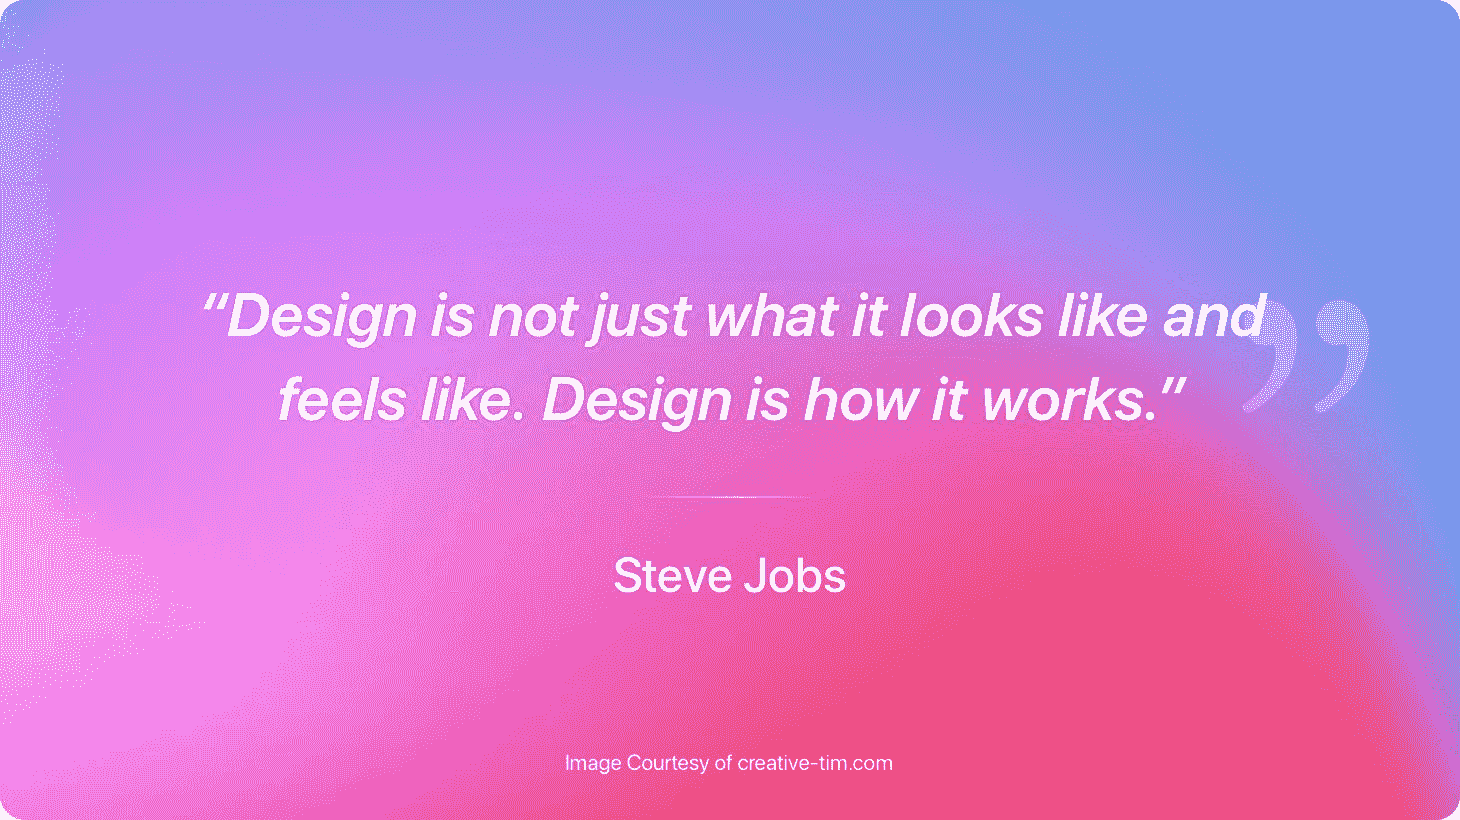 “Design is not just what it looks like and
feels like. Design is how it works.”
Steve Jobs
Image Courtesy of creative-tim.com